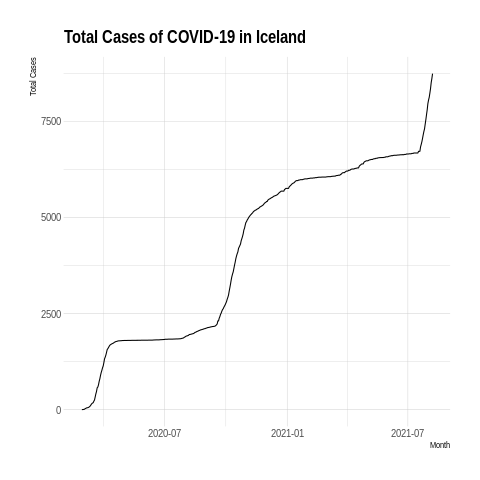 Total Cases of COVID-19 in Iceland
Total Cases
7500
5000
2500
0
2020-07
2021-01
2021-07
Month